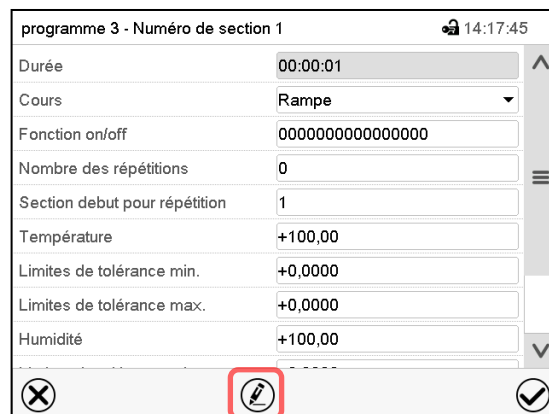 programme 3 - Numéro de section 1 14:17:45
Durée 00:00:01
Cours Rampe
Fonction on/off 0000000000000000
Nombre des répétitions 0
Section debut pour répétition 1
Température +100,00
Limites de tolérance min. +0,0000
Limites de tolérance max. +0,0000
Humidité +100,00